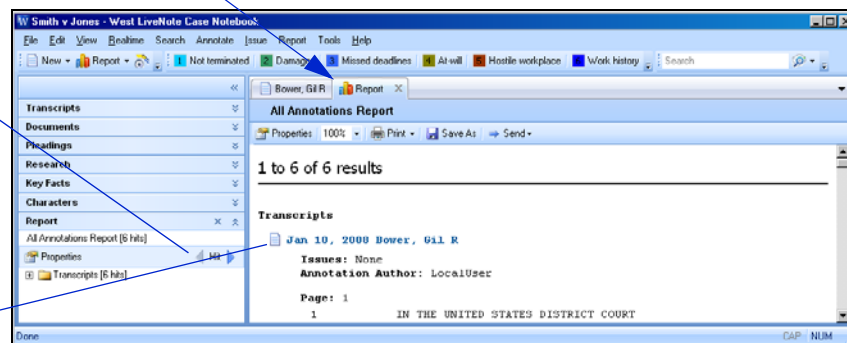 Smith v Jones - West LiveNote Case Notebook
File Edit View Realtime Search Annotate Issue Report Tools Help
New Report 1 Not terminated 2 Damages 3 Missed deadlines 4 At-will 5 Hostile workplace 6 Work history Search
Transcripts
Documents
Pleadings
Research
Key Facts
Characters
Report
All Annotations Report [6 hits]
Properties Hit
Transcripts [6 hits]
Bower, Gil R Report
All Annotations Report
Properties 100% Print Save As Send
1 to 6 of 6 results
Transcripts
Jan 10, 2008 Bower, Gil R
Issues: None
Annotation Author: LocalUser
Page: 1
1 IN THE UNITED STATES DISTRICT COURT
Done CAP NUM